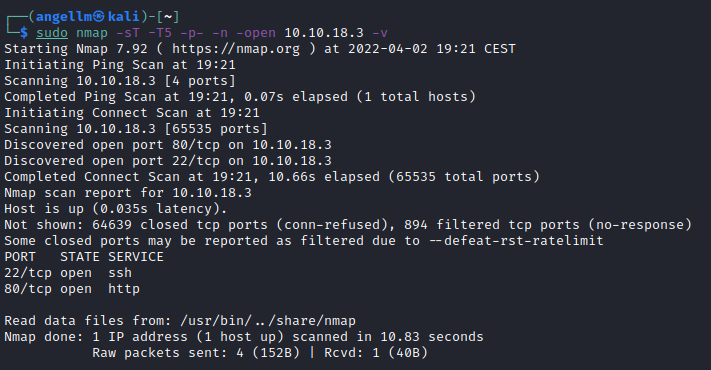 ┌──(angellm㉿kali)-[~]
└─$ sudo nmap -sT -T5 -p- -n -open 10.10.18.3 -v
Starting Nmap 7.92 ( https://nmap.org ) at 2022-04-02 19:21 CEST
Initiating Ping Scan at 19:21
Scanning 10.10.18.3 [4 ports]
Completed Ping Scan at 19:21, 0.07s elapsed (1 total hosts)
Initiating Connect Scan at 19:21
Scanning 10.10.18.3 [65535 ports]
Discovered open port 80/tcp on 10.10.18.3
Discovered open port 22/tcp on 10.10.18.3
Completed Connect Scan at 19:21, 10.66s elapsed (65535 total ports)
Nmap scan report for 10.10.18.3
Host is up (0.035s latency).
Not shown: 64639 closed tcp ports (conn-refused), 894 filtered tcp ports (no-response)
Some closed ports may be reported as filtered due to --defeat-rst-ratelimit
PORT   STATE SERVICE
22/tcp open  ssh
80/tcp open  http
Read data files from: /usr/bin/../share/nmap
Nmap done: 1 IP address (1 host up) scanned in 10.83 seconds
Raw packets sent: 4 (152B) | Rcvd: 1 (40B)